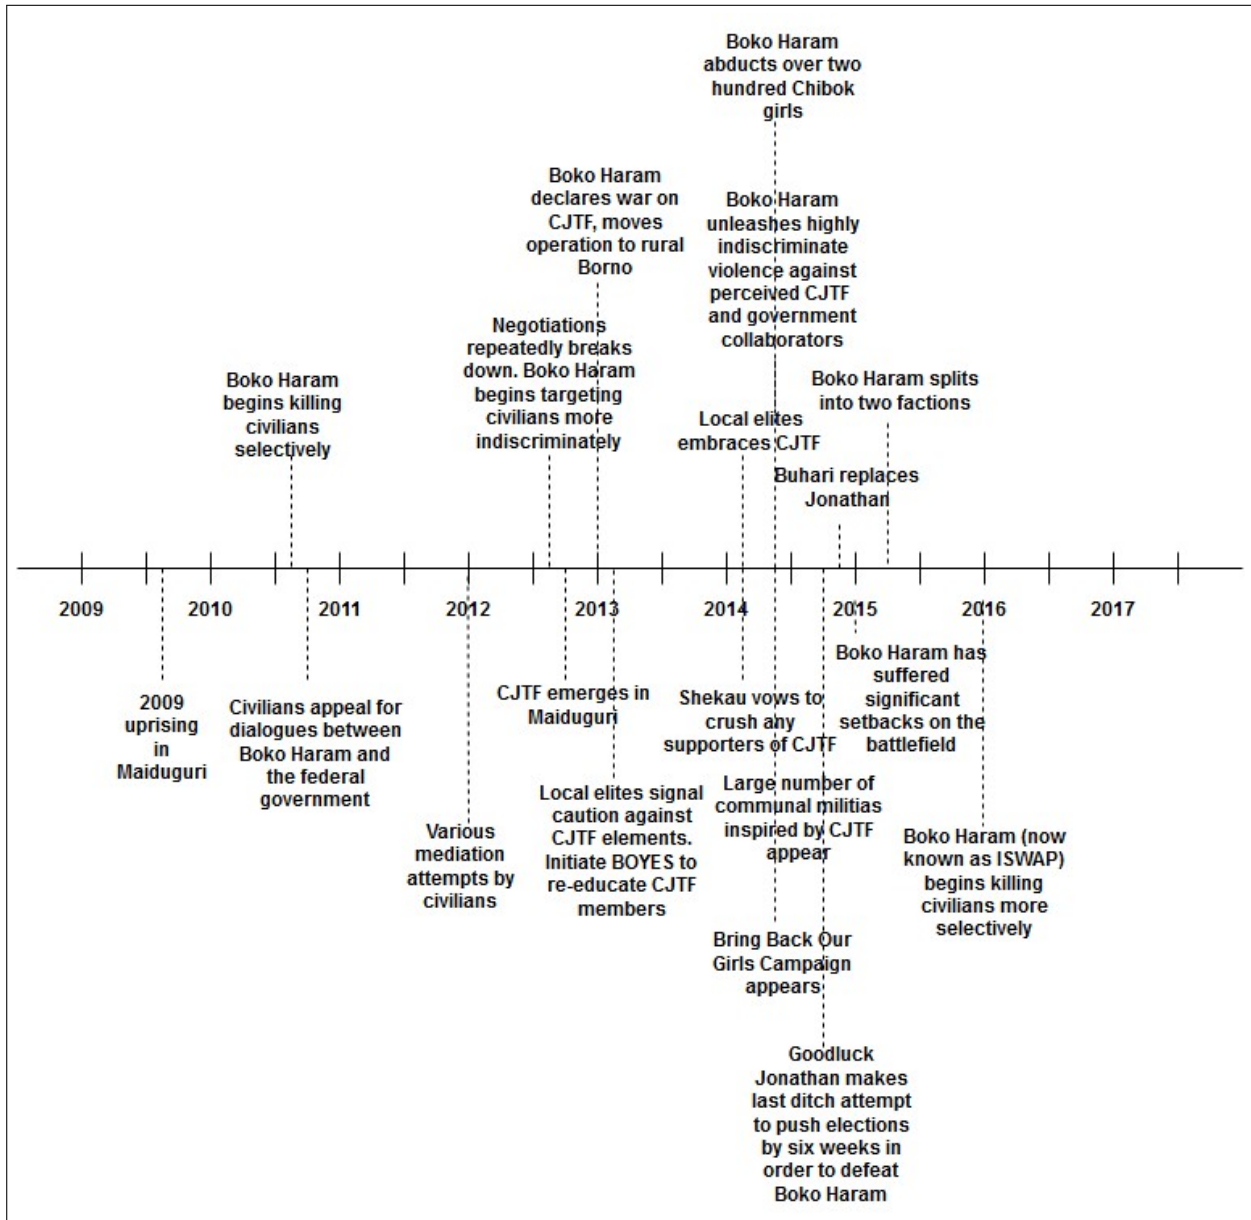 Boko Haram
abducts over two
hundred Chibok
girls
Boko Haram
declares war on
CJTF, moves
operation to rural
Borno
Boko Haram
unleashes highly
indiscriminate
violence against
perceived CJTF
and government
collaborators
Negotiations
repeatedly breaks
down. Boko Haram
begins targeting
civilians more
indiscriminately
Boko Haram
begins killing
civilians
selectively
Boko Haram splits
into two factions
Local elites
embraces CJTF
Buhari replaces
Jonathan
2009
2010
2011
2012
2013
2014
2015
2016
2017
2009
uprising
in
Maiduguri
Civilians appeal for
dialogues between
Boko Haram and
the federal
government
Various
mediation
attempts by
civilians
CJTF emerges in
Maiduguri
Local elites signal
caution against
CJTF elements.
Initiate BOYES to
re-educate CJTF
members
Shekau vows to
crush any
supporters of CJTF
Large number of
communal militias
inspired by CJTF
appear
Bring Back Our
Girls Campaign
appears
Goodluck
Jonathan makes
last ditch attempt
to push elections
by six weeks in
order to defeat
Boko Haram
Boko Haram has
suffered
significant
setbacks on the
battlefield
Boko Haram (now
known as ISWAP)
begins killing
civilians more
selectively